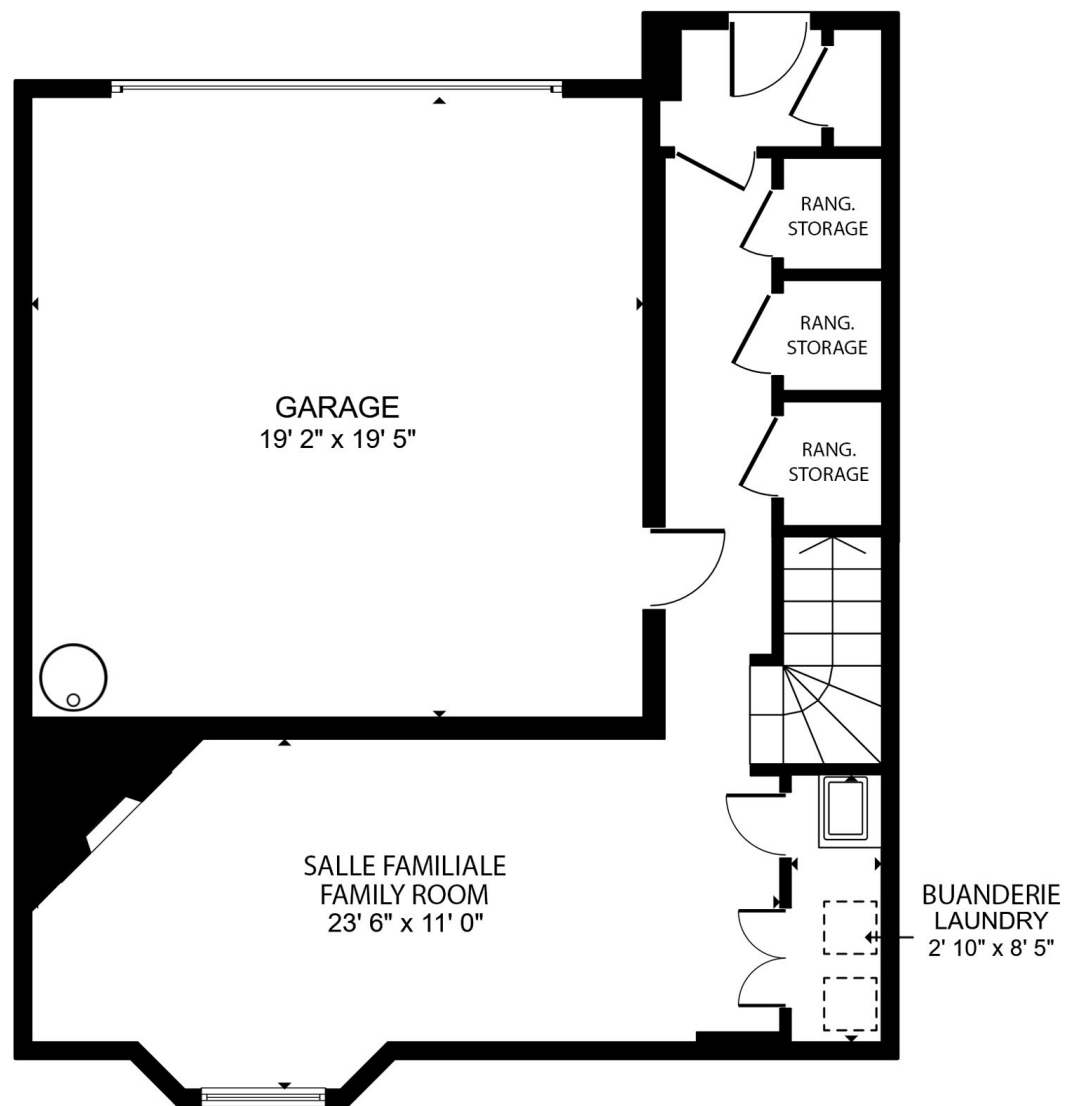 RANG.
STORAGE
RANG.
STORAGE
GARAGE
19' 2" x 19' 5"
RANG.
STORAGE
SALLE FAMILIALE
FAMILY ROOM
23' 6" x 11' 0"
BUANDERIE
LAUNDRY
2' 10" x 8' 5"